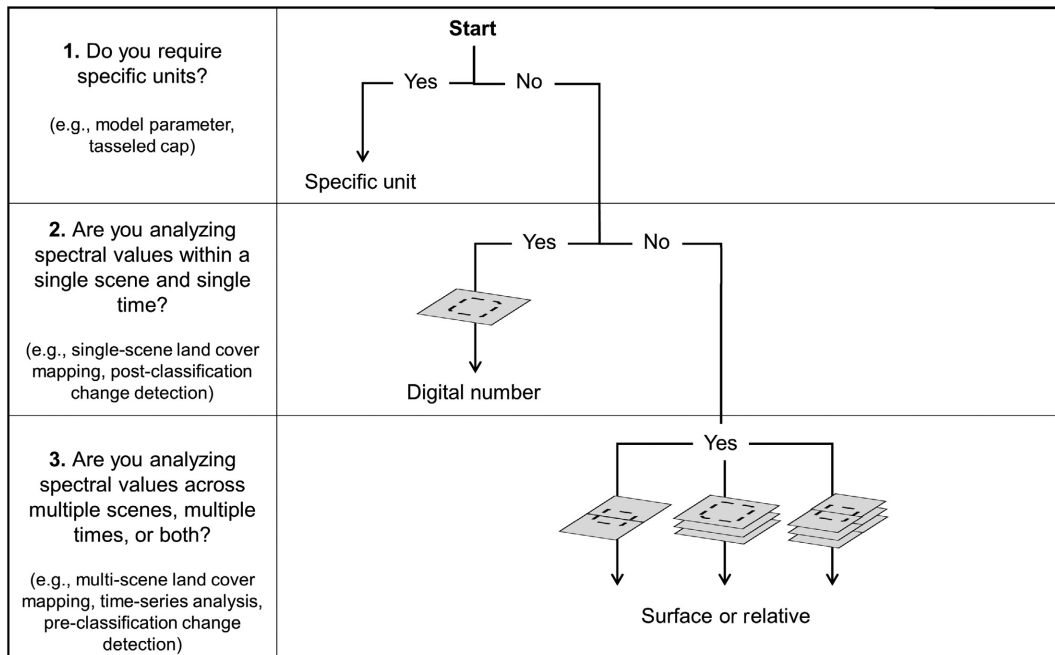 Start
1. Do you require
specific units?
(e.g., model parameter,
tasseled cap)
Yes
No
Specific unit
2. Are you analyzing
spectral values within a
single scene and single
time?
(e.g., single-scene land cover
mapping, post-classification
change detection)
Yes
No
Digital number
3. Are you analyzing
spectral values across
multiple scenes, multiple
times, or both?
(e.g., multi-scene land cover
mapping, time-series analysis,
pre-classification change
detection)
Yes
Surface or relative